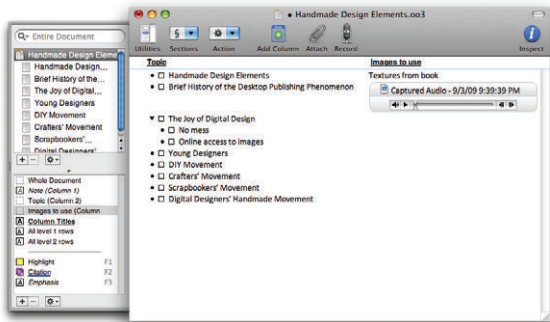 Entire Document
Handmade Design Eleme
Handmade Design...
Brief History of the...
The Joy of Digital...
Young Designers
DIY Movement
Crafters' Movement
Scrapbookers'...
Digital Designers'
Whole Document
A Note (Column 1)
Topic (Column 2)
Images to use (Column
A Column Titles
A All level 1 rows
A All level 2 rows
Highlight F1
Citation F2
A Emphasis F3
Handmade Design Elements.oo3
Utilities Sections Action Add Column Attach Record Inspect
Topic Images to use
Handmade Design Elements Textures from book
Brief History of the Desktop Publishing Phenomenon
Captured Audio - 9/3/09 9:39:39 PM
The Joy of Digital Design
No mess
Online access to images
Young Designers
DIY Movement
Crafters' Movement
Scrapbookers' Movement
Digital Designers' Handmade Movement